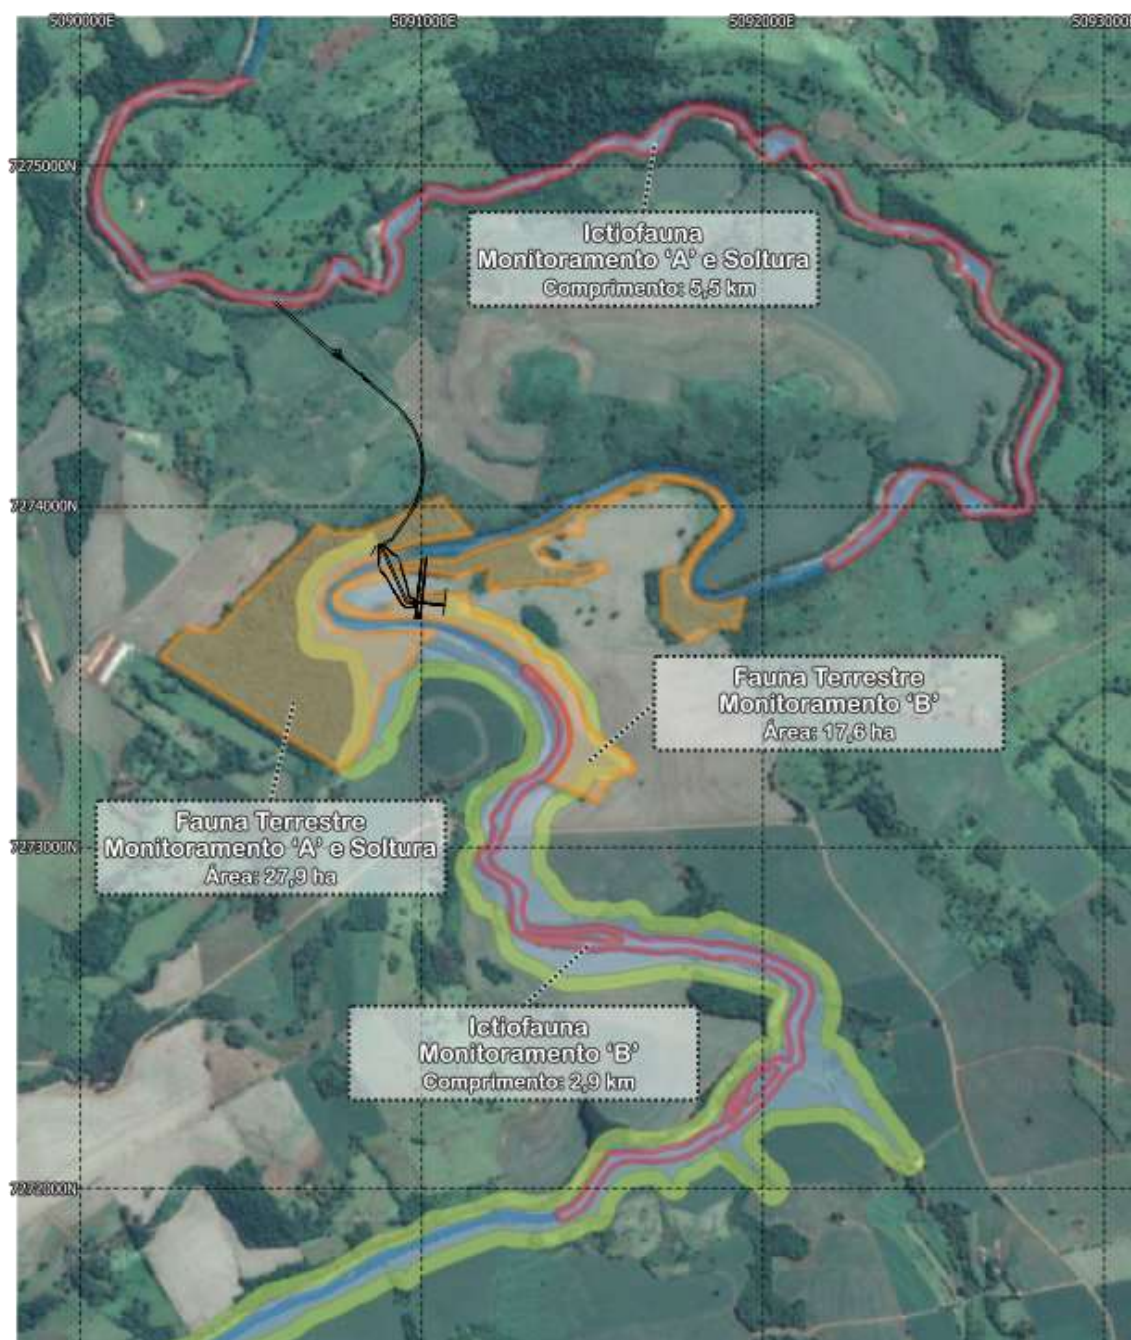 5090000E
5091000E
5092000E
5093000E
7275000N
Ictiofauna
Monitoramento ‘A’ e Soltura
Comprimento: 5,5 km
7274000N
Fauna Terrestre
Monitoramento ‘B’
Área: 17,6 ha
Fauna Terrestre
Monitoramento ‘A’ e Soltura
Área: 27,9 ha
7273000N
Ictiofauna
Monitoramento ‘B’
Comprimento: 2,9 km
7272000N